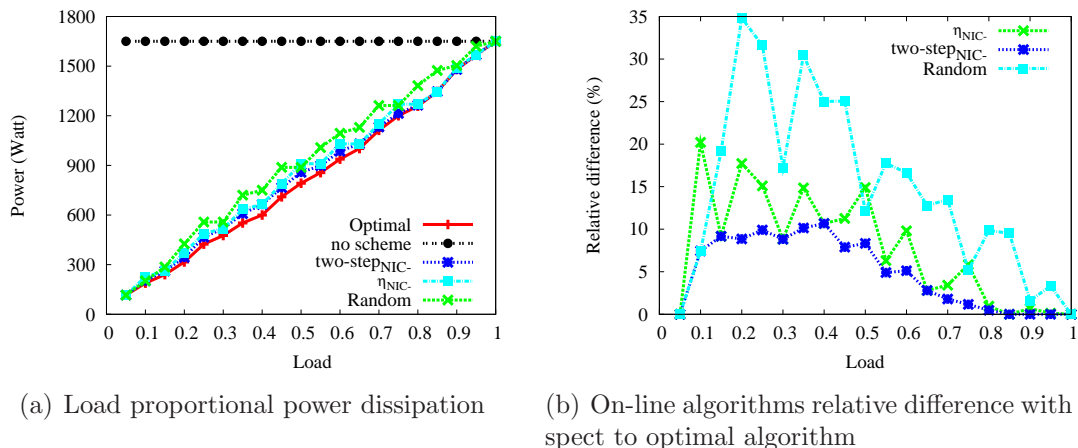 1800
1500
1200
900
600
300
0
Power (Watt)
Optimal
no scheme
two-stepNIC-
ηNIC-
Random
0 0.1 0.2 0.3 0.4 0.5 0.6 0.7 0.8 0.9 1
Load
(a) Load proportional power dissipation
35
30
25
20
15
10
5
0
Relative difference (%)
ηNIC-
two-stepNIC-
Random
0 0.1 0.2 0.3 0.4 0.5 0.6 0.7 0.8 0.9 1
Load
(b) On-line algorithms relative difference with
spect to optimal algorithm